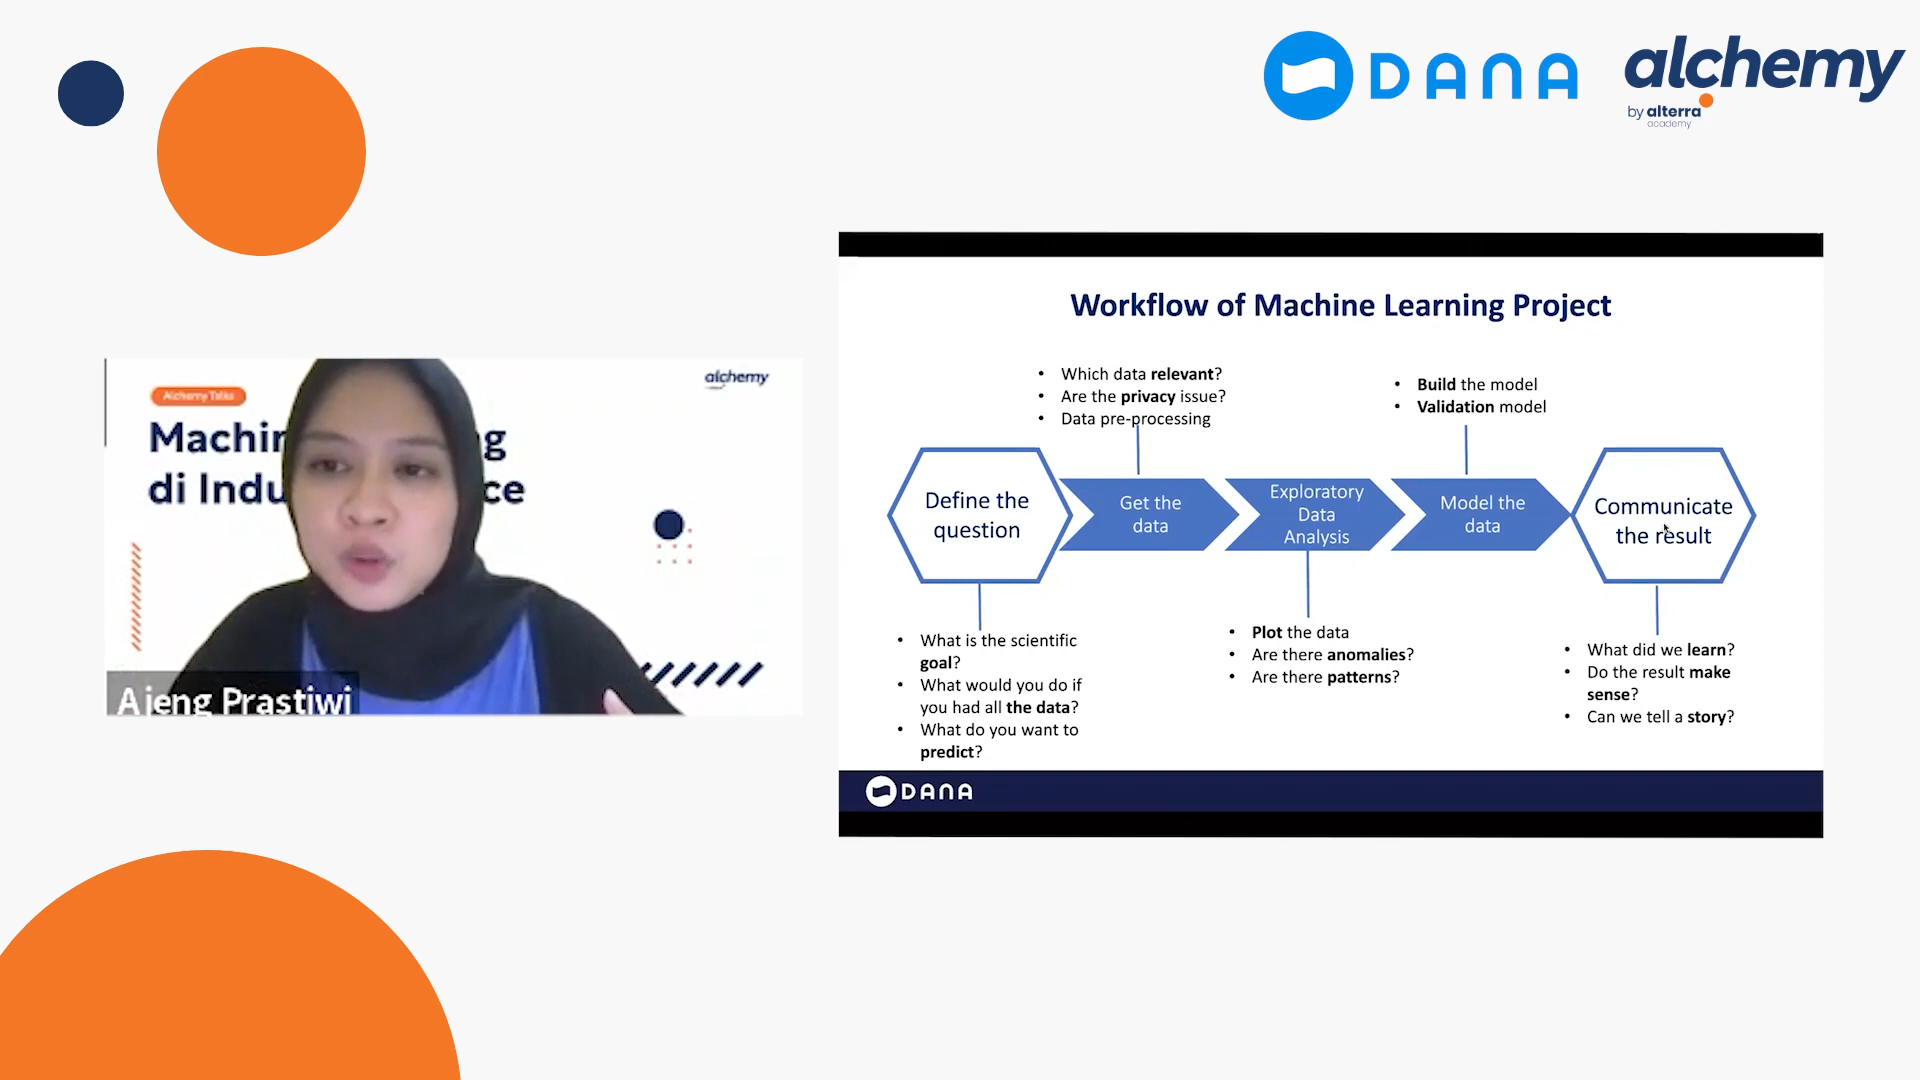 DANA
alchemy
by alterra
academy
alchemy
Alchemy Talks
g
di Indu ce
Ajeng Prastiwi
Workflow of Machine Learning Project
• Which data relevant?
• Are the privacy issue?
• Data pre-processing
• Build the model
• Validation model
Define the
question
Get the
data
Exploratory
Data
Analysis
Model the
data
Communicate
the result
• What is the scientific
goal?
• What would you do if
you had all the data?
• What do you want to
predict?
• Plot the data
• Are there anomalies?
• Are there patterns?
• What did we learn?
• Do the result make
sense?
• Can we tell a story?
DANA